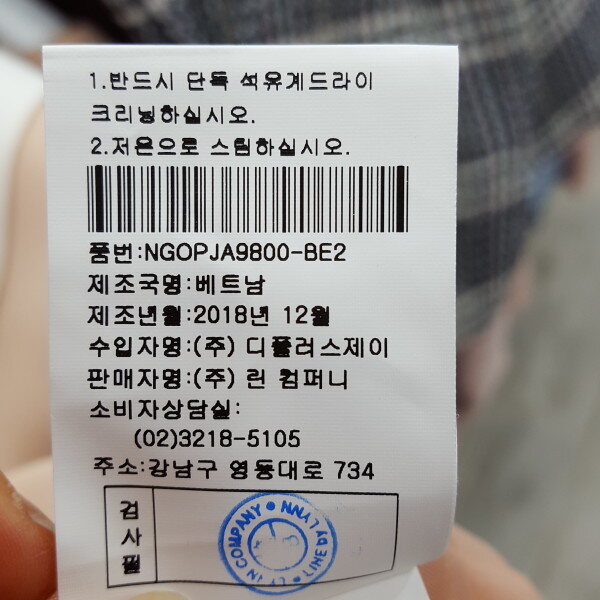 1.반드시 단독 석유계드라이
크리닝하십시오.
2.저온으로 스팀하십시오.
품번:NGOPJA9800-BE2
제조국명:베트남
제조년월:2018년 12월
수입자명:(주) 디플러스제이
판매자명:(주) 린 컴퍼니
소비자상담실:
(02)3218-5105
주소:강남구 영동대로 734
검사필
COMPANY